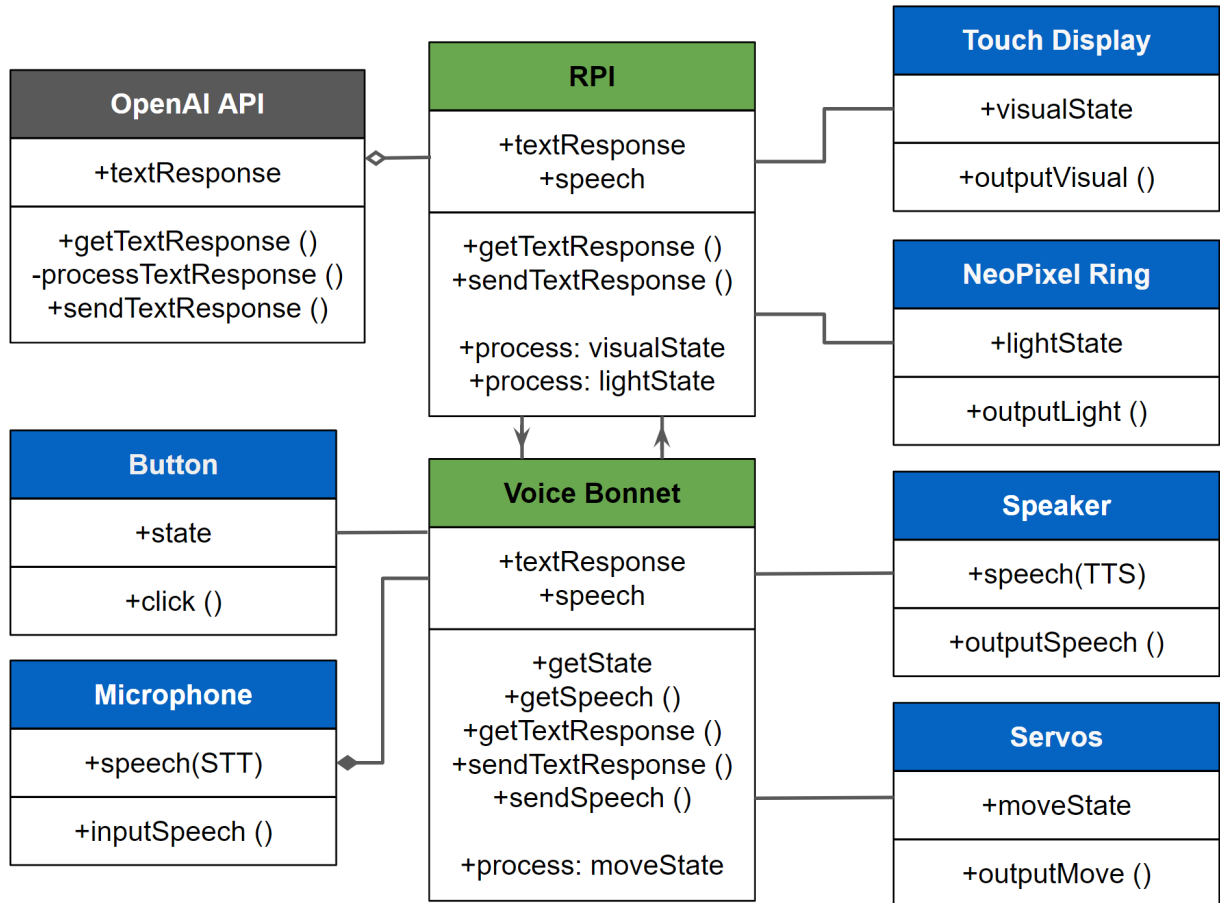 OpenAI API
+textResponse
+getTextResponse ()
-processTextResponse ()
+sendTextResponse ()
RPI
+textResponse
+speech
+getTextResponse ()
+sendTextResponse ()
+process: visualState
+process: lightState
Touch Display
+visualState
+outputVisual ()
NeoPixel Ring
+lightState
+outputLight ()
Button
+state
+click ()
Microphone
+speech(STT)
+inputSpeech ()
Voice Bonnet
+textResponse
+speech
+getState
+getSpeech ()
+getTextResponse ()
+sendTextResponse ()
+sendSpeech ()
+process: moveState
Speaker
+speech(TTS)
+outputSpeech ()
Servos
+moveState
+outputMove ()